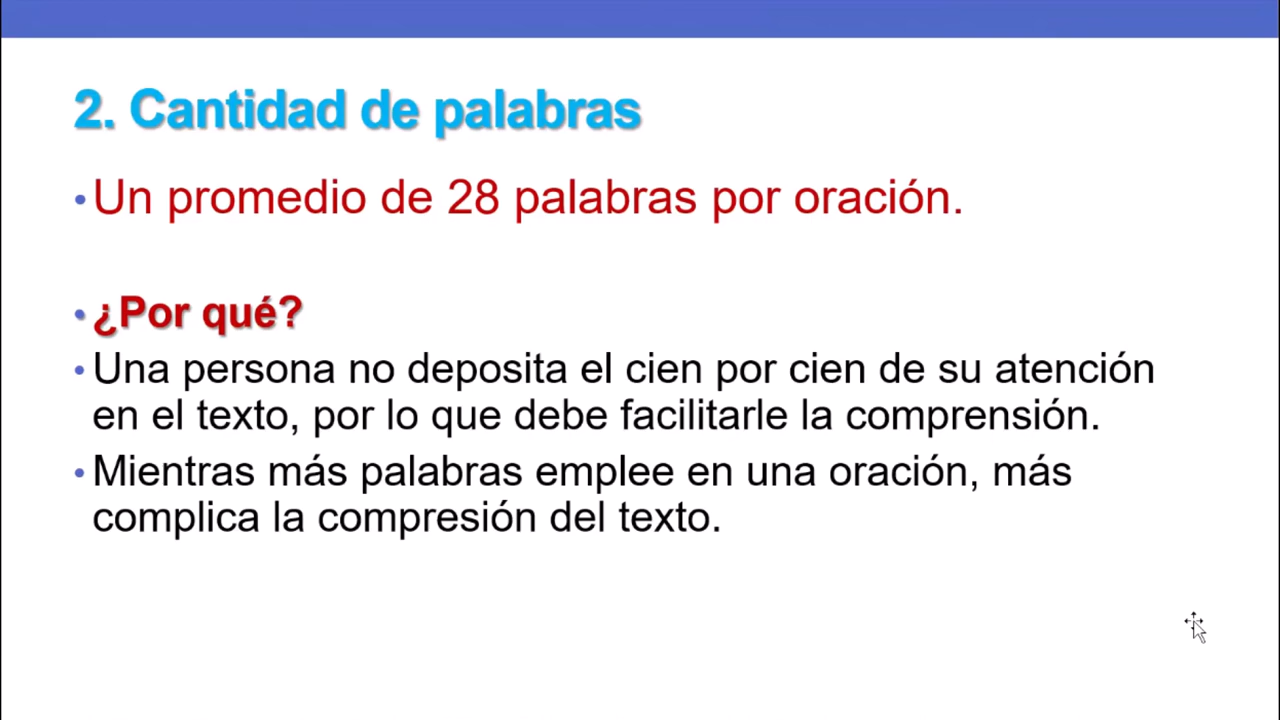 2. Cantidad de palabras
• Un promedio de 28 palabras por oración.
• ¿Por qué?
• Una persona no deposita el cien por cien de su atención
en el texto, por lo que debe facilitarle la comprensión.
• Mientras más palabras emplee en una oración, más
complica la compresión del texto.